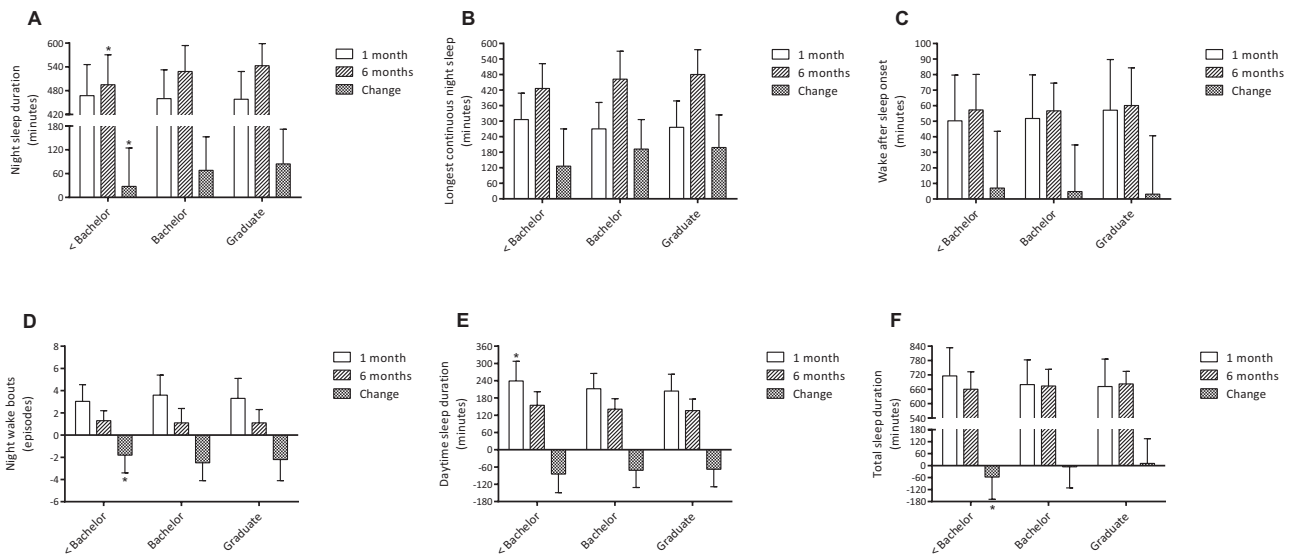 A
Night sleep duration
(minutes)
600
540
480
420
180
120
60
0
*
*
< Bachelor
Bachelor
Graduate
1 month
6 months
Change
B
Longest continuous night sleep
(minutes)
600
540
480
420
360
300
240
180
120
60
0
< Bachelor
Bachelor
Graduate
1 month
6 months
Change
C
Wake after sleep onset
(minutes)
100
90
80
70
60
50
40
30
20
10
0
< Bachelor
Bachelor
Graduate
1 month
6 months
Change
D
Night wake bouts
(episodes)
8
6
4
2
0
-2
-4
-6
*
< Bachelor
Bachelor
Graduate
1 month
6 months
Change
E
Daytime sleep duration
(minutes)
360
300
240
180
120
60
0
-60
-120
-180
*
< Bachelor
Bachelor
Graduate
1 month
6 months
Change
F
Total sleep duration
(minutes)
840
780
720
660
600
540
180
120
60
0
-60
-120
-180
*
< Bachelor
Bachelor
Graduate
1 month
6 months
Change